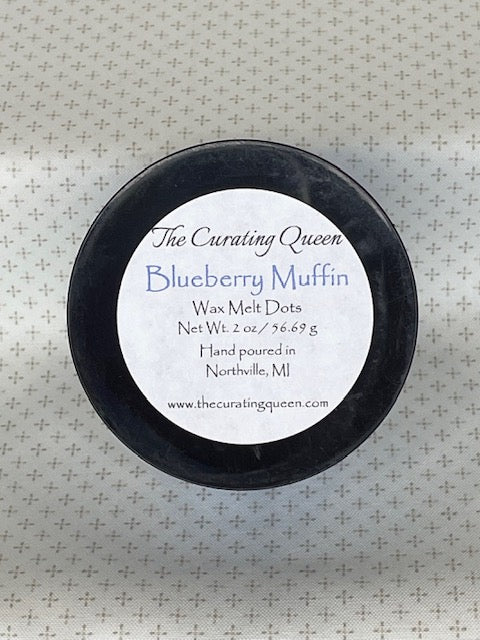 The Curating Queen
Blueberry Muffin
Wax Melt Dots
Net Wt. 2 oz / 56.69 g
Hand poured in
Northville, MI
www.thecuratingqueen.com